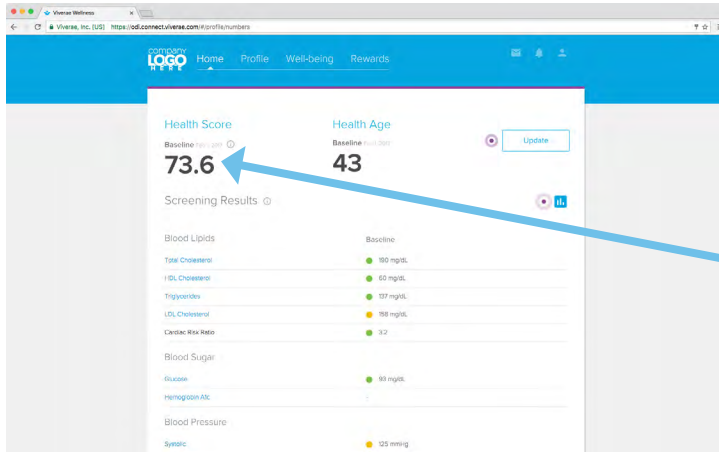 Viverae Wellness
Viverae, Inc. [US] https://odl.connect.viverae.com/#/profile/numbers
company
LOGO
HERE
Home Profile Well-being Rewards
Health Score Health Age
Baseline Baseline
Update
73.6 43
Screening Results
Blood Lipids Baseline
Total Cholesterol 190 mg/dL
HDL Cholesterol 60 mg/dL
Triglycerides 137 mg/dL
LDL Cholesterol mg/dL
Cardiac Risk Ratio 3.2
Blood Sugar
Glucose 93 mg/dL
Hemoglobin A1c -
Blood Pressure
Systolic 125 mmHg